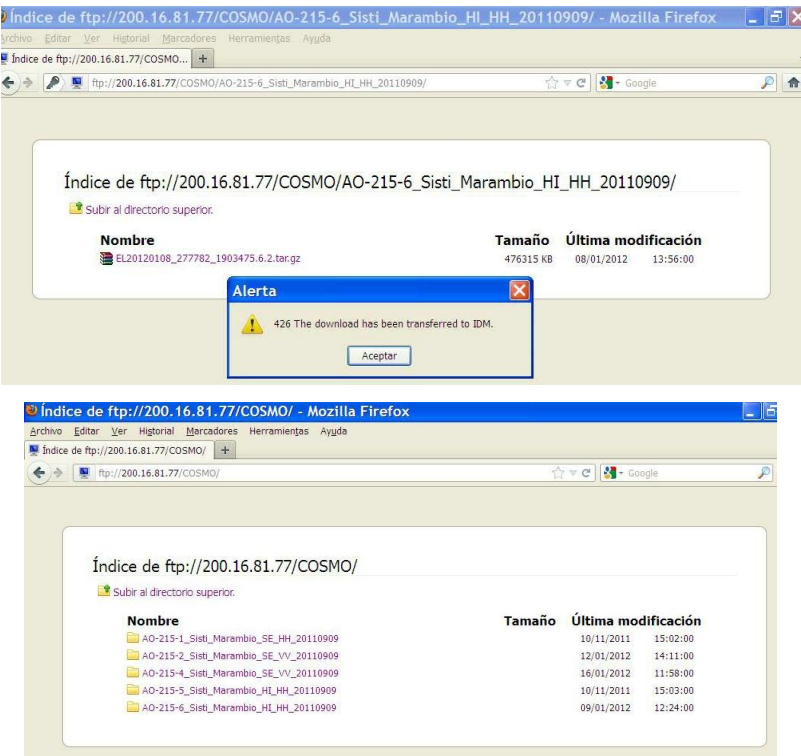 Índice de ftp://200.16.81.77/COSMO/AO-215-6_Sisti_Marambio_HI_HH_20110909/ - Mozilla Firefox
Archivo Editar Ver Historial Marcadores Herramientas Ayuda
Índice de ftp://200.16.81.77/COSMO... +
ftp://200.16.81.77/COSMO/AO-215-6_Sisti_Marambio_HI_HH_20110909/ Google
Índice de ftp://200.16.81.77/COSMO/AO-215-6_Sisti_Marambio_HI_HH_20110909/
Subir al directorio superior.
Nombre Tamaño Última modificación
EL20120108_277782_1903475.6.2.tar.gz 476315 KB 08/01/2012 13:56:00
Alerta
426 The download has been transferred to IDM.
Aceptar
Índice de ftp://200.16.81.77/COSMO/ - Mozilla Firefox
Archivo Editar Ver Historial Marcadores Herramientas Ayuda
Índice de ftp://200.16.81.77/COSMO/ +
ftp://200.16.81.77/COSMO/ Google
Índice de ftp://200.16.81.77/COSMO/
Subir al directorio superior.
Nombre Tamaño Última modificación
AO-215-1_Sisti_Marambio_SE_HH_20110909 10/11/2011 15:02:00
AO-215-2_Sisti_Marambio_SE_VV_20110909 12/01/2012 14:11:00
AO-215-4_Sisti_Marambio_SE_VV_20110909 16/01/2012 11:58:00
AO-215-5_Sisti_Marambio_HI_HH_20110909 10/11/2011 15:03:00
AO-215-6_Sisti_Marambio_HI_HH_20110909 09/01/2012 12:24:00